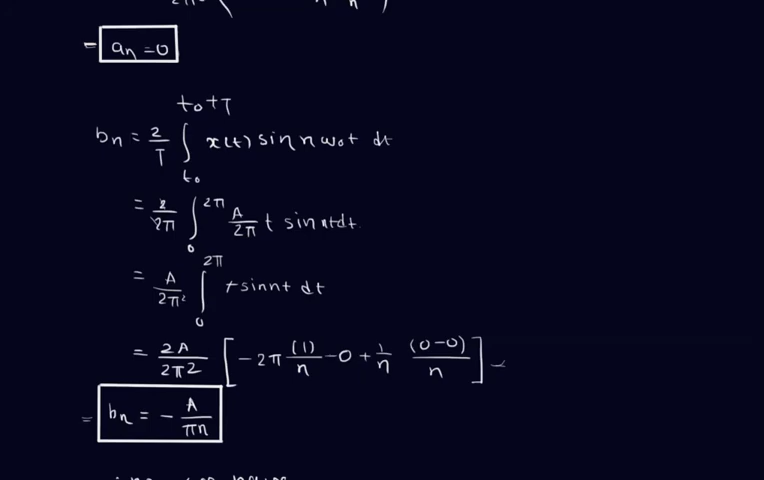 = aₙ = 0
t₀ + T
bₙ = 2/T ∫ x(t) sin n ω₀t dt
t₀
= 2/2π ∫₀^2π A/2π t sin nt dt
= A/2π² ∫₀^2π t sin nt dt
= 2A/2π² [ -2π (1)/n - 0 + 1/n (0-0)/n ]
= bₙ = - A/πn